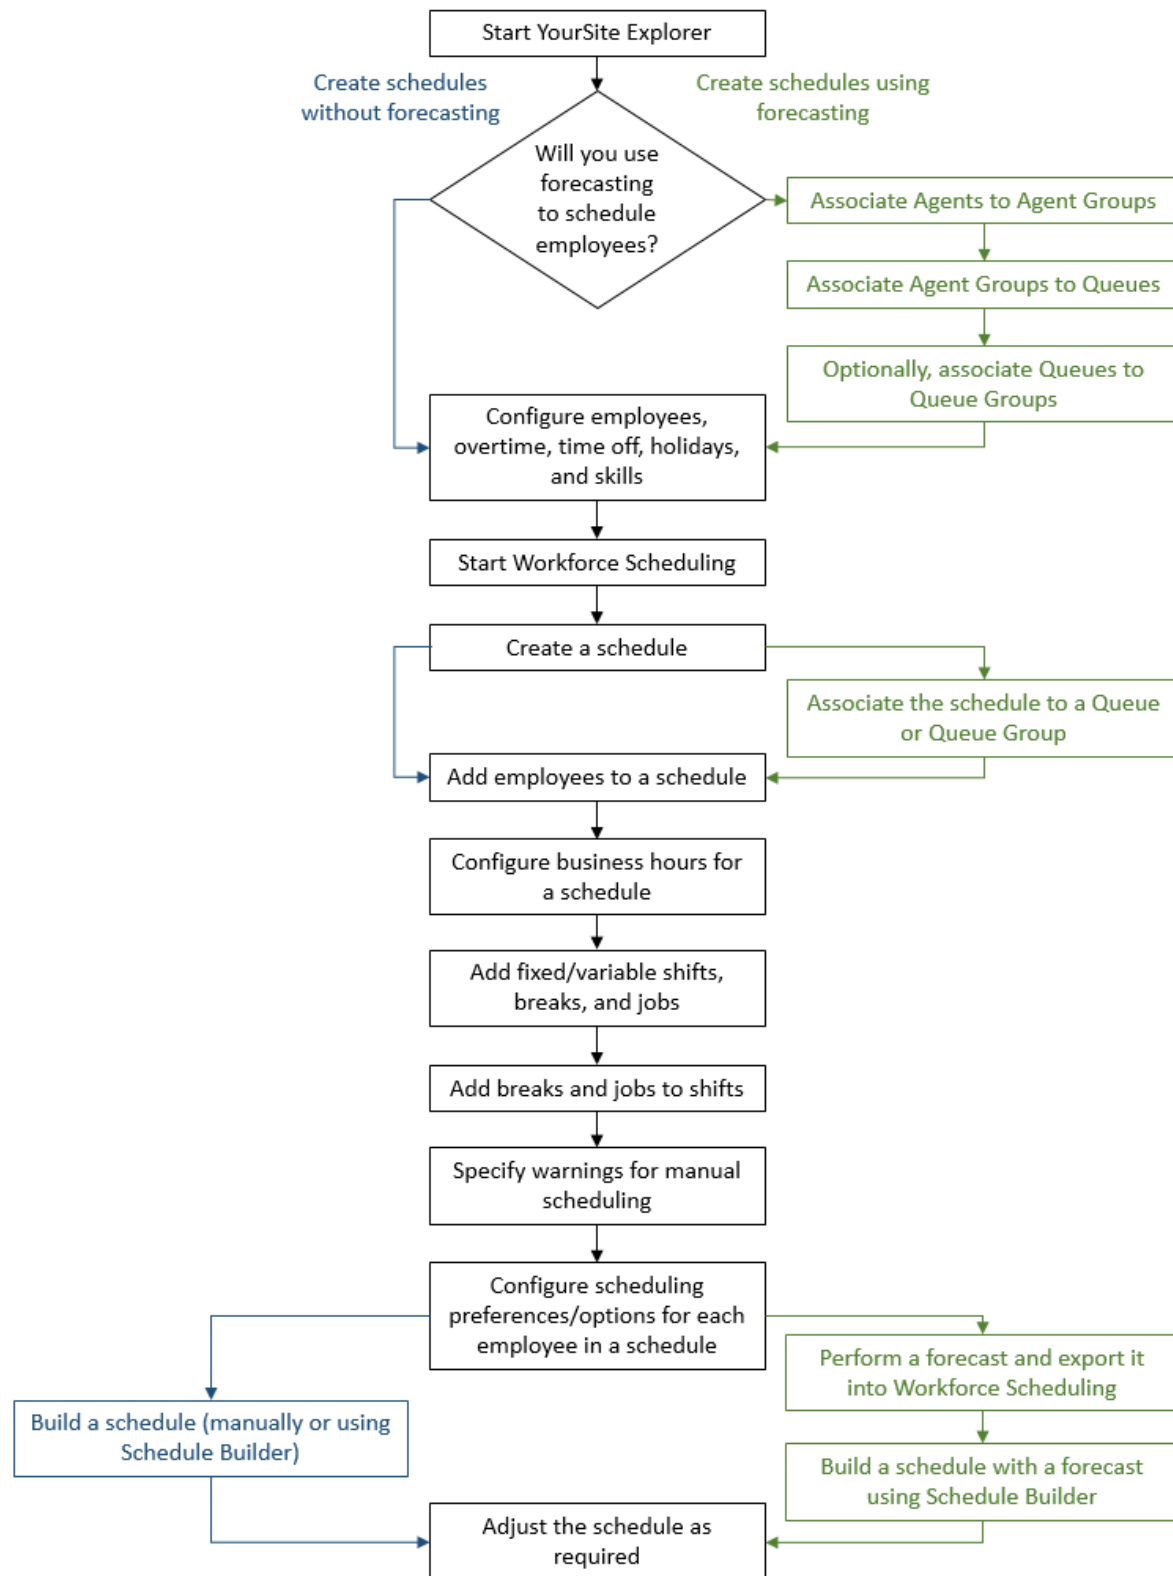 Start YourSite Explorer
Create schedules
without forecasting
Create schedules using
forecasting
Will you use
forecasting
to schedule
employees?
Associate Agents to Agent Groups
Associate Agent Groups to Queues
Optionally, associate Queues to
Queue Groups
Configure employees,
overtime, time off, holidays,
and skills
Start Workforce Scheduling
Create a schedule
Associate the schedule to a Queue
or Queue Group
Add employees to a schedule
Configure business hours for
a schedule
Add fixed/variable shifts,
breaks, and jobs
Add breaks and jobs to shifts
Specify warnings for manual
scheduling
Configure scheduling
preferences/options for each
employee in a schedule
Perform a forecast and export it
into Workforce Scheduling
Build a schedule (manually or using
Schedule Builder)
Build a schedule with a forecast
using Schedule Builder
Adjust the schedule as
required